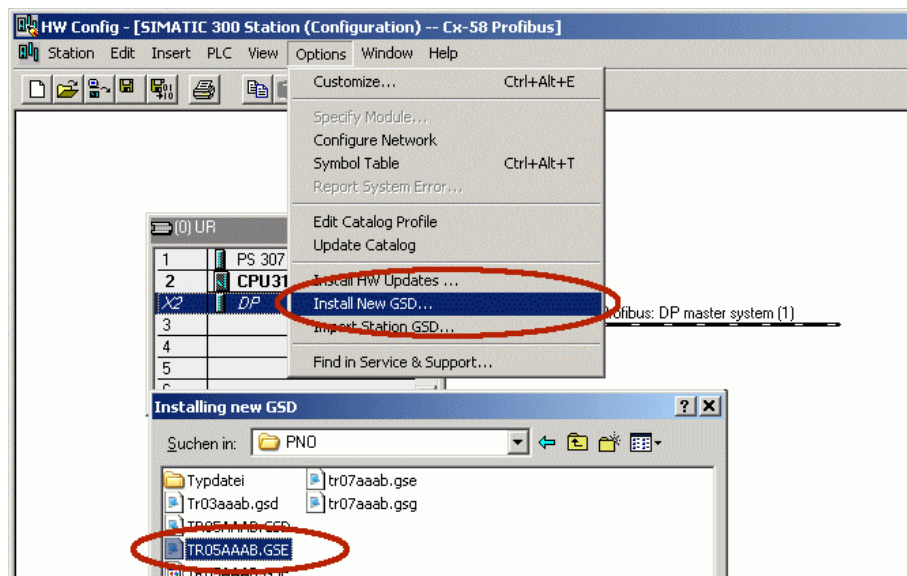 HW Config - [SIMATIC 300 Station (Configuration) -- Cx-58 Profibus]
Station Edit Insert PLC View Options Window Help
Customize... Ctrl+Alt+E
Specify Module...
Configure Network
Symbol Table Ctrl+Alt+T
Report System Error...
Edit Catalog Profile
Update Catalog
Install HW Updates ...
Install New GSD...
Import Station GSD...
Find in Service & Support...
(0) UR
1 PS 307
2 CPU31
X2 DP
3
4
5
6
rofibus: DP master system (1)
Installing new GSD
Suchen in: PNO
Typdatei tr07aaab.gse
Tr03aaab.gsd tr07aaab.gsg
TR05AAAB.GSD
TR05AAAB.GSE